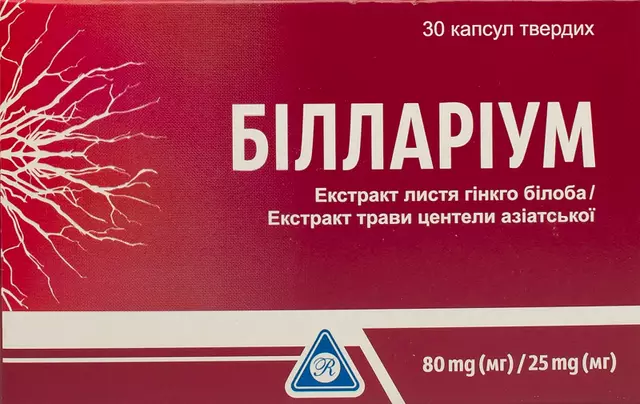 30 капсул твердих
БІЛЛАРІУМ
Екстракт листя гінкго білоба/
Екстракт трави центели азіатської
R
80 mg (мг) / 25 mg (мг)